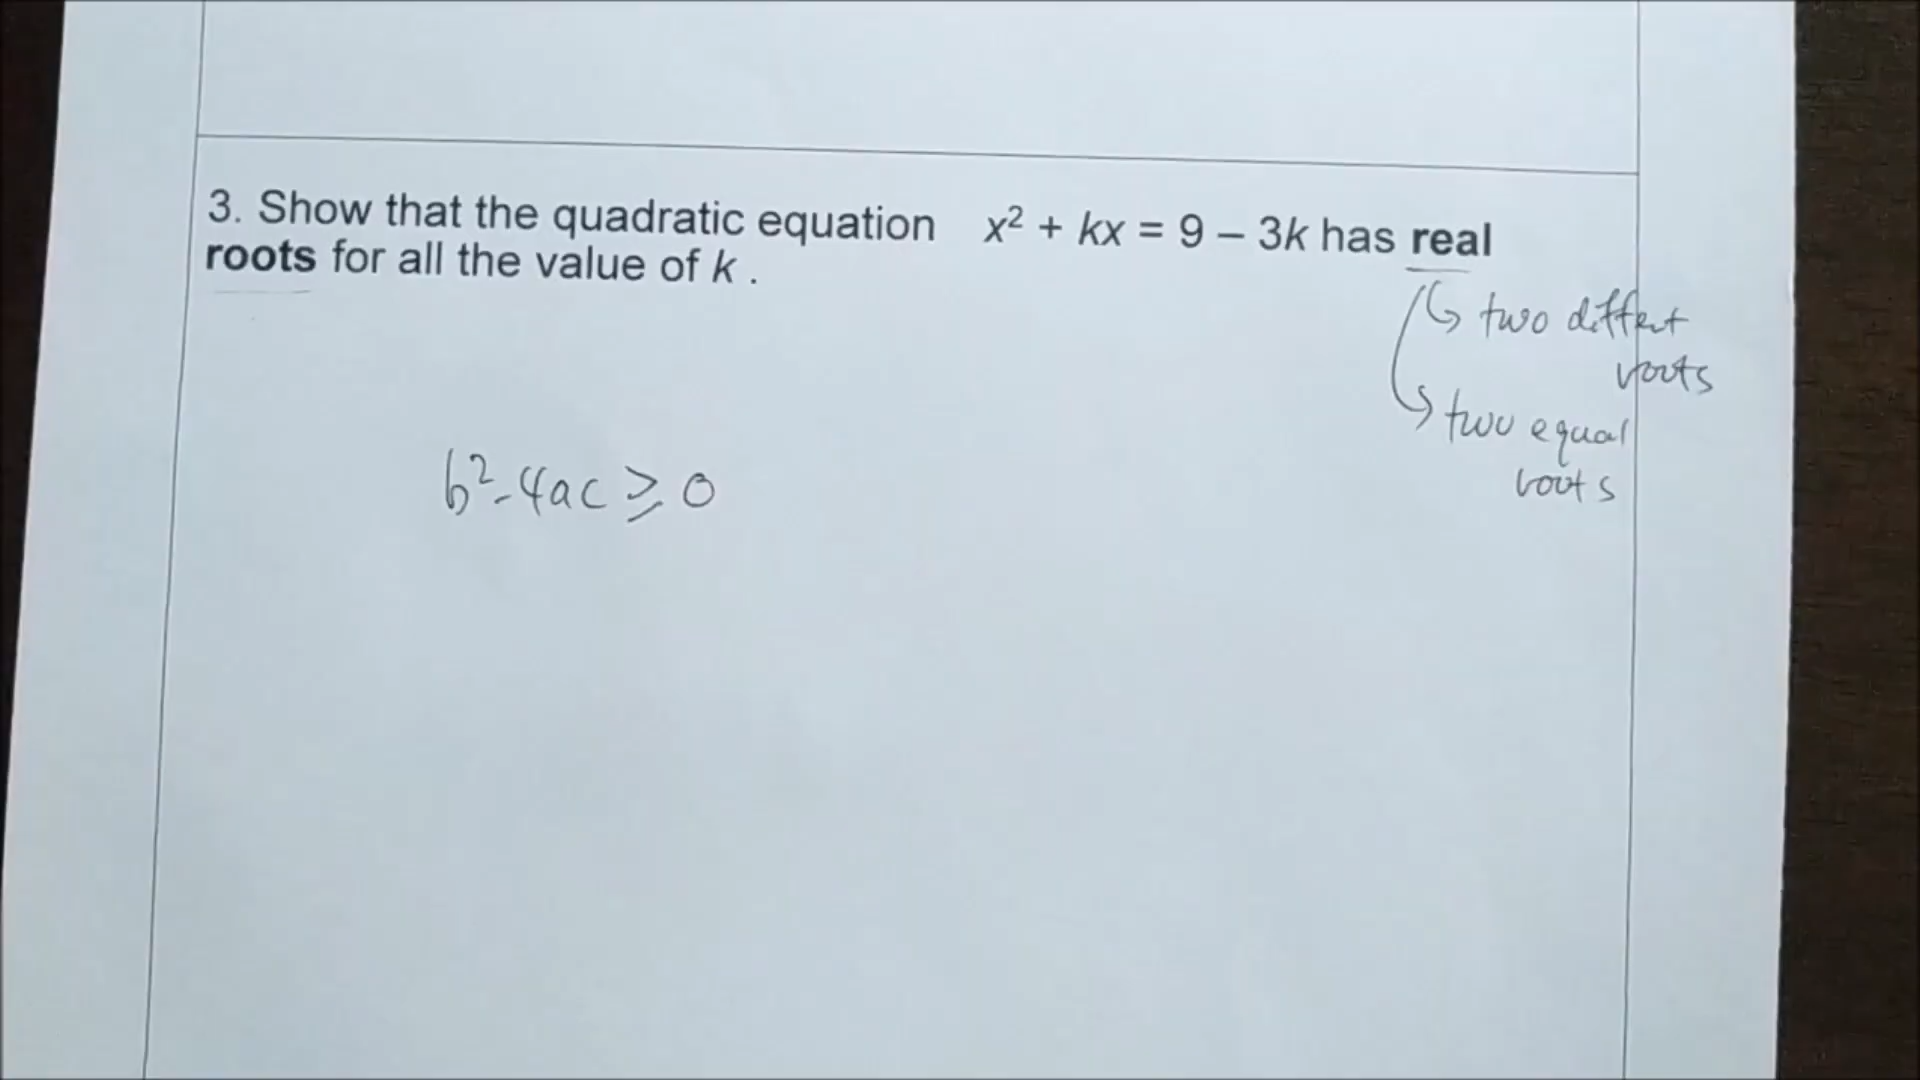 3. Show that the quadratic equation x² + kx = 9 – 3k has real
roots for all the value of k .
↳ two diffent
roots
↳ two equal
roots
b² - 4ac ≥ 0